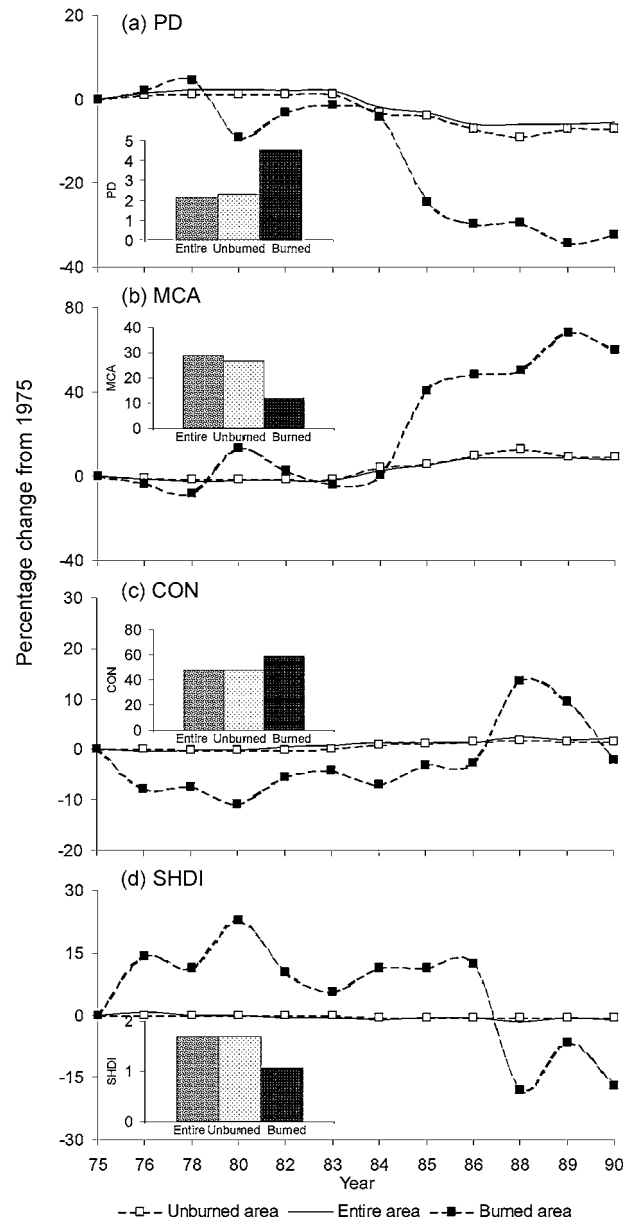 (a) PD
20
0
-20
-40
5
4
3
2
1
0
PD
Entire Unburned Burned
(b) MCA
80
40
0
-40
40
30
20
10
0
MCA
Entire Unburned Burned
Percentage change from 1975
(c) CON
30
20
10
0
-10
-20
80
60
40
20
0
CON
Entire Unburned Burned
(d) SHDI
30
15
0
-15
-30
2
1
0
SHDI
Entire Unburned Burned
75 76 78 80 82 83 84 85 86 88 89 90
Year
Unburned area Entire area Burned area